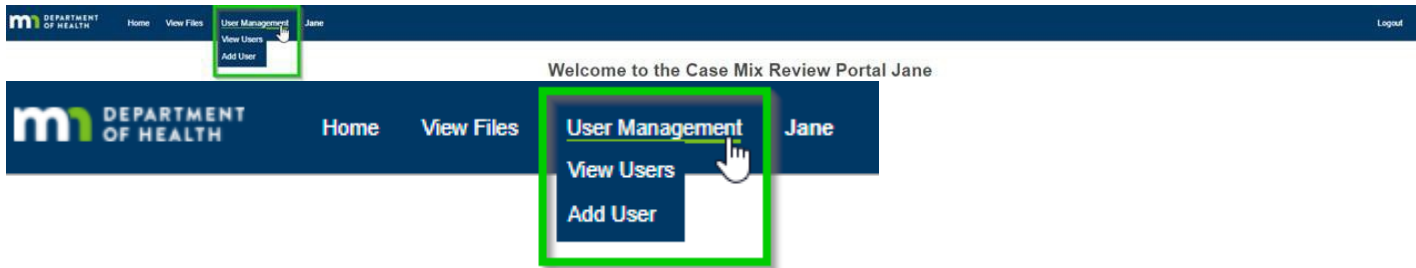 DEPARTMENT
OF HEALTH
Home View Files User Management Jane Logout
View Users
Add User
Welcome to the Case Mix Review Portal Jane
mn DEPARTMENT
OF HEALTH
Home View Files User Management Jane
View Users
Add User